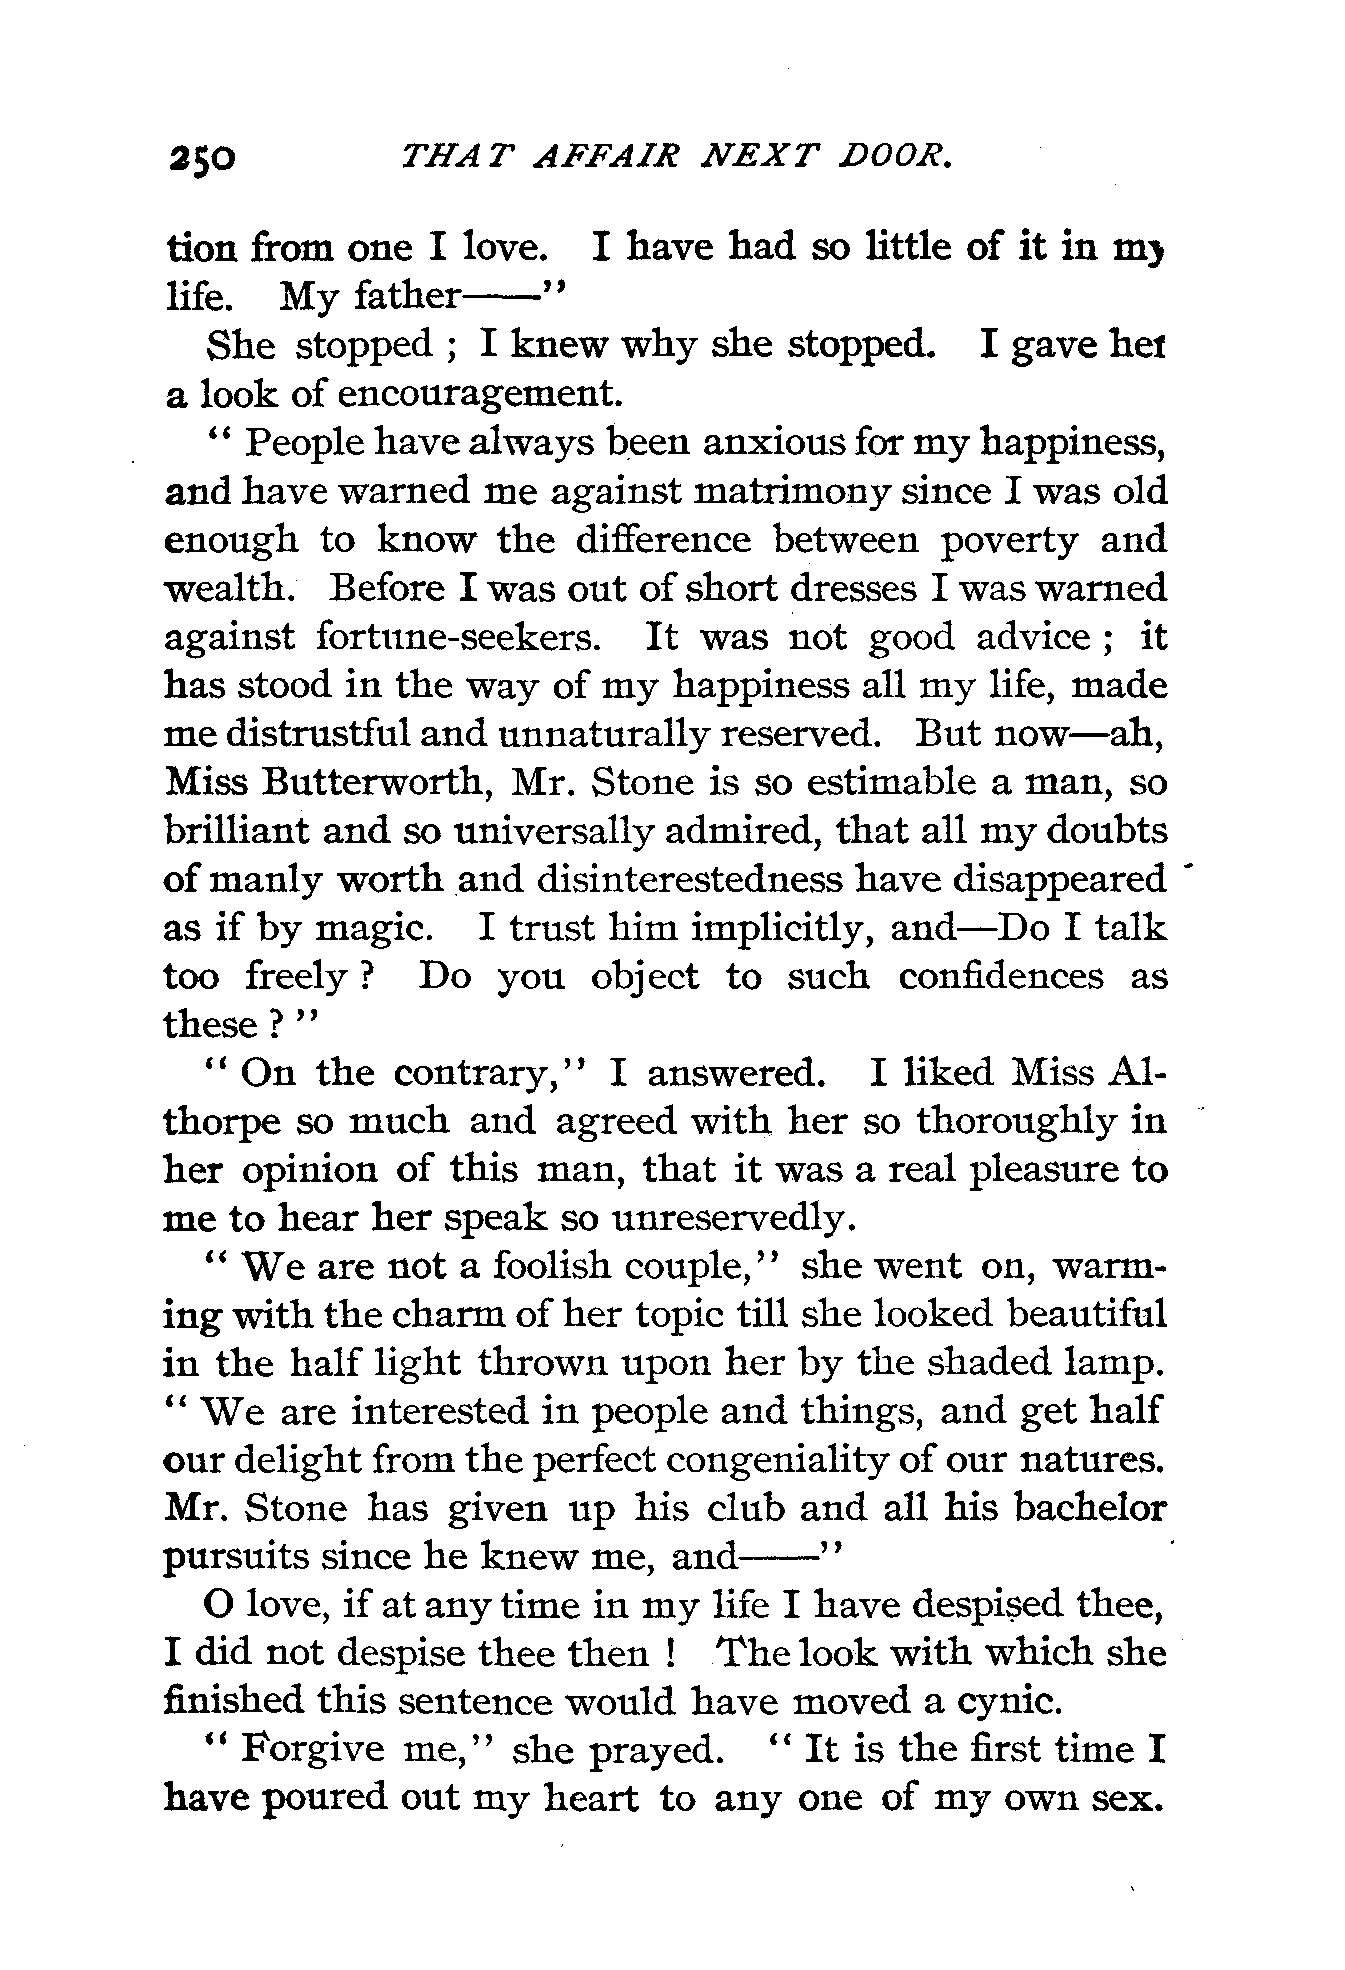 250 THAT AFFAIR NEXT DOOR.
tion from one I love. I have had so little of it in my
life. My father——"
She stopped ; I knew why she stopped. I gave her
a look of encouragement.
" People have always been anxious for my happiness,
and have warned me against matrimony since I was old
enough to know the difference between poverty and
wealth. Before I was out of short dresses I was warned
against fortune-seekers. It was not good advice ; it
has stood in the way of my happiness all my life, made
me distrustful and unnaturally reserved. But now—ah,
Miss Butterworth, Mr. Stone is so estimable a man, so
brilliant and so universally admired, that all my doubts
of manly worth and disinterestedness have disappeared
as if by magic. I trust him implicitly, and—Do I talk
too freely ? Do you object to such confidences as
these ? "
" On the contrary," I answered. I liked Miss Al-
thorpe so much and agreed with her so thoroughly in
her opinion of this man, that it was a real pleasure to
me to hear her speak so unreservedly.
" We are not a foolish couple," she went on, warm-
ing with the charm of her topic till she looked beautiful
in the half light thrown upon her by the shaded lamp.
" We are interested in people and things, and get half
our delight from the perfect congeniality of our natures.
Mr. Stone has given up his club and all his bachelor
pursuits since he knew me, and——"
O love, if at any time in my life I have despised thee,
I did not despise thee then ! The look with which she
finished this sentence would have moved a cynic.
" Forgive me," she prayed. " It is the first time I
have poured out my heart to any one of my own sex.